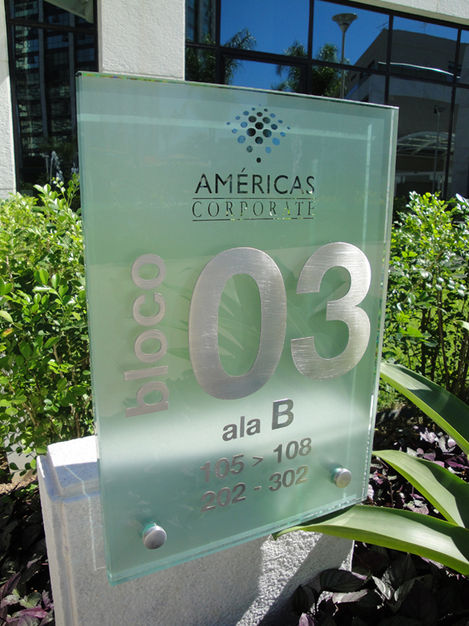 AMÉRICAS
CORPORATE
bloco
03
ala B
105 > 108
202 - 302